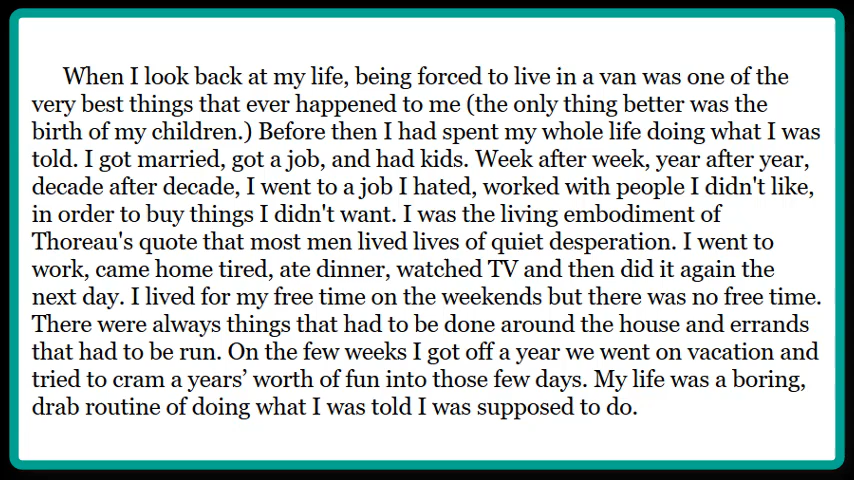 When I look back at my life, being forced to live in a van was one of the
very best things that ever happened to me (the only thing better was the
birth of my children.) Before then I had spent my whole life doing what I was
told. I got married, got a job, and had kids. Week after week, year after year,
decade after decade, I went to a job I hated, worked with people I didn't like,
in order to buy things I didn't want. I was the living embodiment of
Thoreau's quote that most men lived lives of quiet desperation. I went to
work, came home tired, ate dinner, watched TV and then did it again the
next day. I lived for my free time on the weekends but there was no free time.
There were always things that had to be done around the house and errands
that had to be run. On the few weeks I got off a year we went on vacation and
tried to cram a years’ worth of fun into those few days. My life was a boring,
drab routine of doing what I was told I was supposed to do.